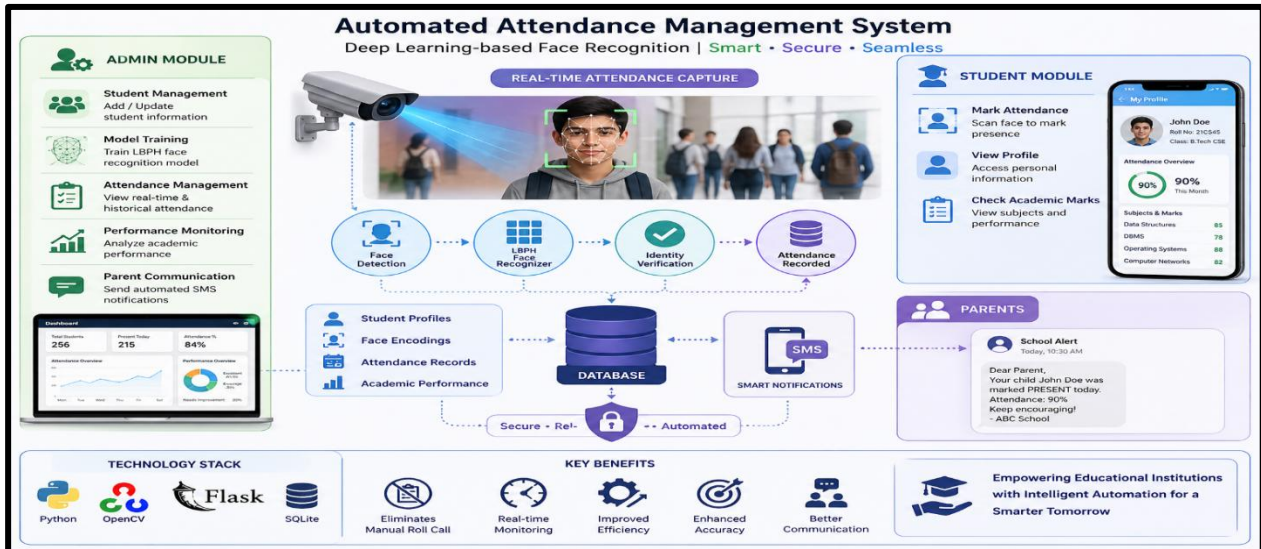 Automated Attendance Management System
Deep Learning-based Face Recognition | Smart • Secure • Seamless
ADMIN MODULE
Student Management
Add / Update
student information
Model Training
Train LBPH face
recognition model
Attendance Management
View real-time &
historical attendance
Performance Monitoring
Analyze academic
performance
Parent Communication
Send automated SMS
notifications
Dashboard
Total Students
256
Present Today
215
Attendance %
84%
Attendance Overview
Performance Overview
REAL-TIME ATTENDANCE CAPTURE
Face
Detection
LBPH
Face
Recognizer
Identity
Verification
Attendance
Recorded
Student Profiles
Face Encodings
Attendance Records
Academic Performance
DATABASE
SMS
SMART NOTIFICATIONS
Secure • Rel-
Automated
STUDENT MODULE
Mark Attendance
Scan face to mark
presence
View Profile
Access personal
information
Check Academic Marks
View subjects and
performance
My Profile
John Doe
Roll No: 21CS45
Class: B.Tech CSE
Attendance Overview
90%
90%
This Month
Subjects & Marks
Data Structures 85
DBMS 78
Operating Systems 88
Computer Networks 82
PARENTS
School Alert
Today, 10:30 AM
Dear Parent,
Your child John Doe was
marked PRESENT today.
Attendance: 90%
Keep encouraging!
- ABC School
TECHNOLOGY STACK
Python
OpenCV
Flask
SQLite
KEY BENEFITS
Eliminates
Manual Roll Call
Real-time
Monitoring
Improved
Efficiency
Enhanced
Accuracy
Better
Communication
Empowering Educational Institutions
with Intelligent Automation for a
Smarter Tomorrow